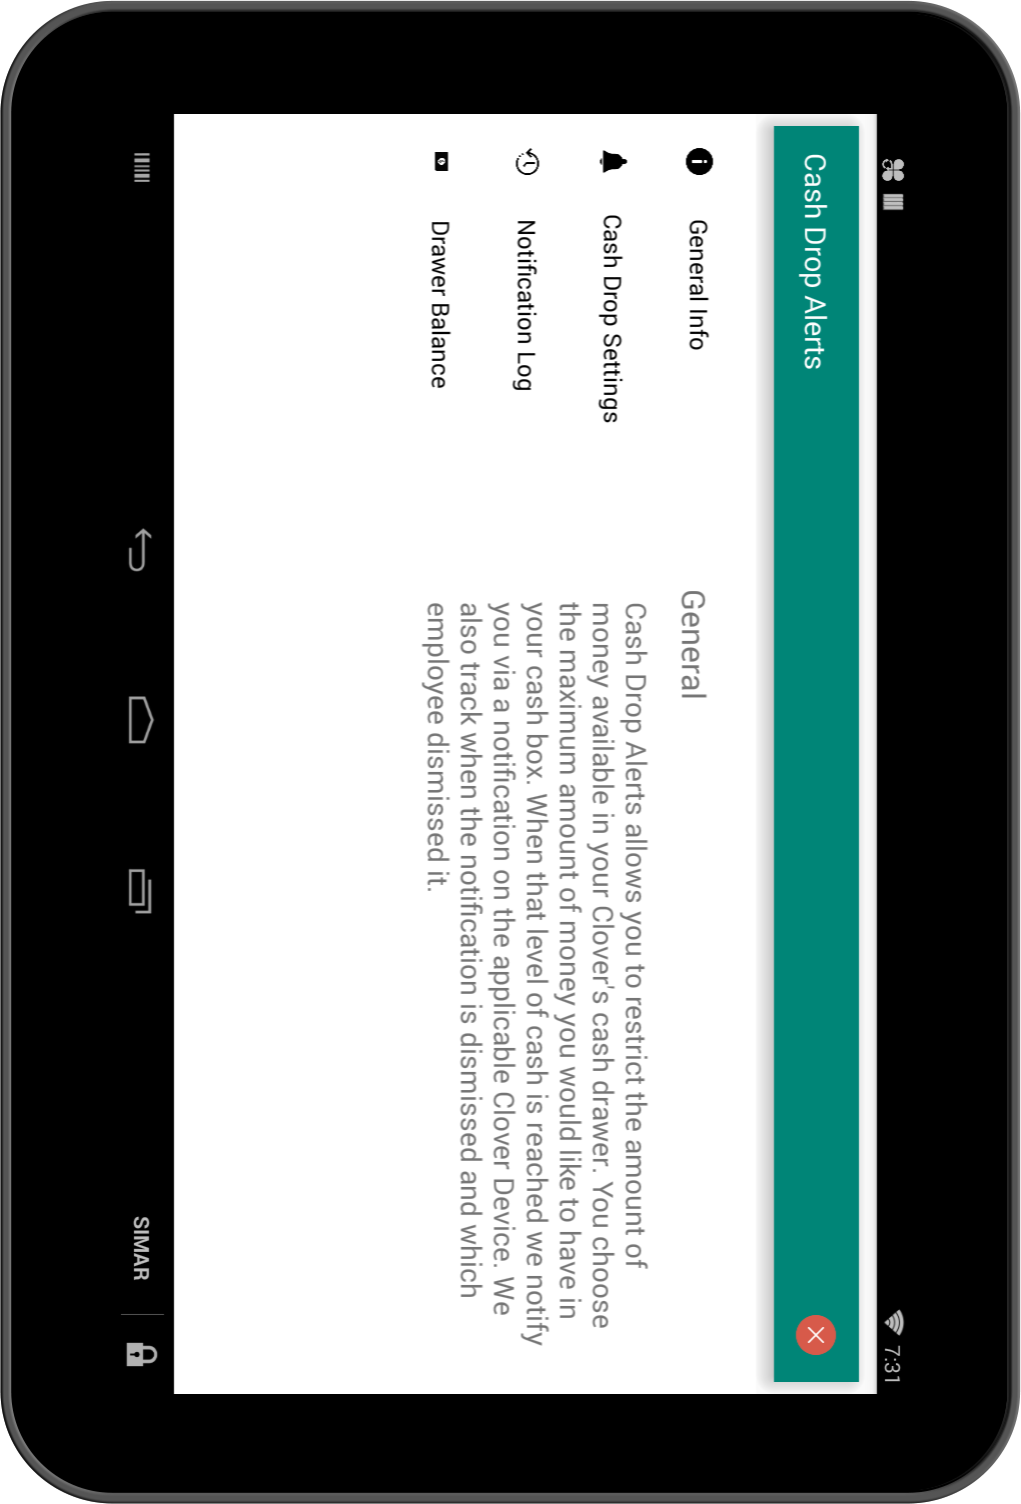 7:31
Cash Drop Alerts
General Info
Cash Drop Settings
Notification Log
Drawer Balance
General
Cash Drop Alerts allows you to restrict the amount of
money available in your Clover's cash drawer. You choose
the maximum amount of money you would like to have in
your cash box. When that level of cash is reached we notify
you via a notification on the applicable Clover Device. We
also track when the notification is dismissed and which
employee dismissed it.
SIMAR